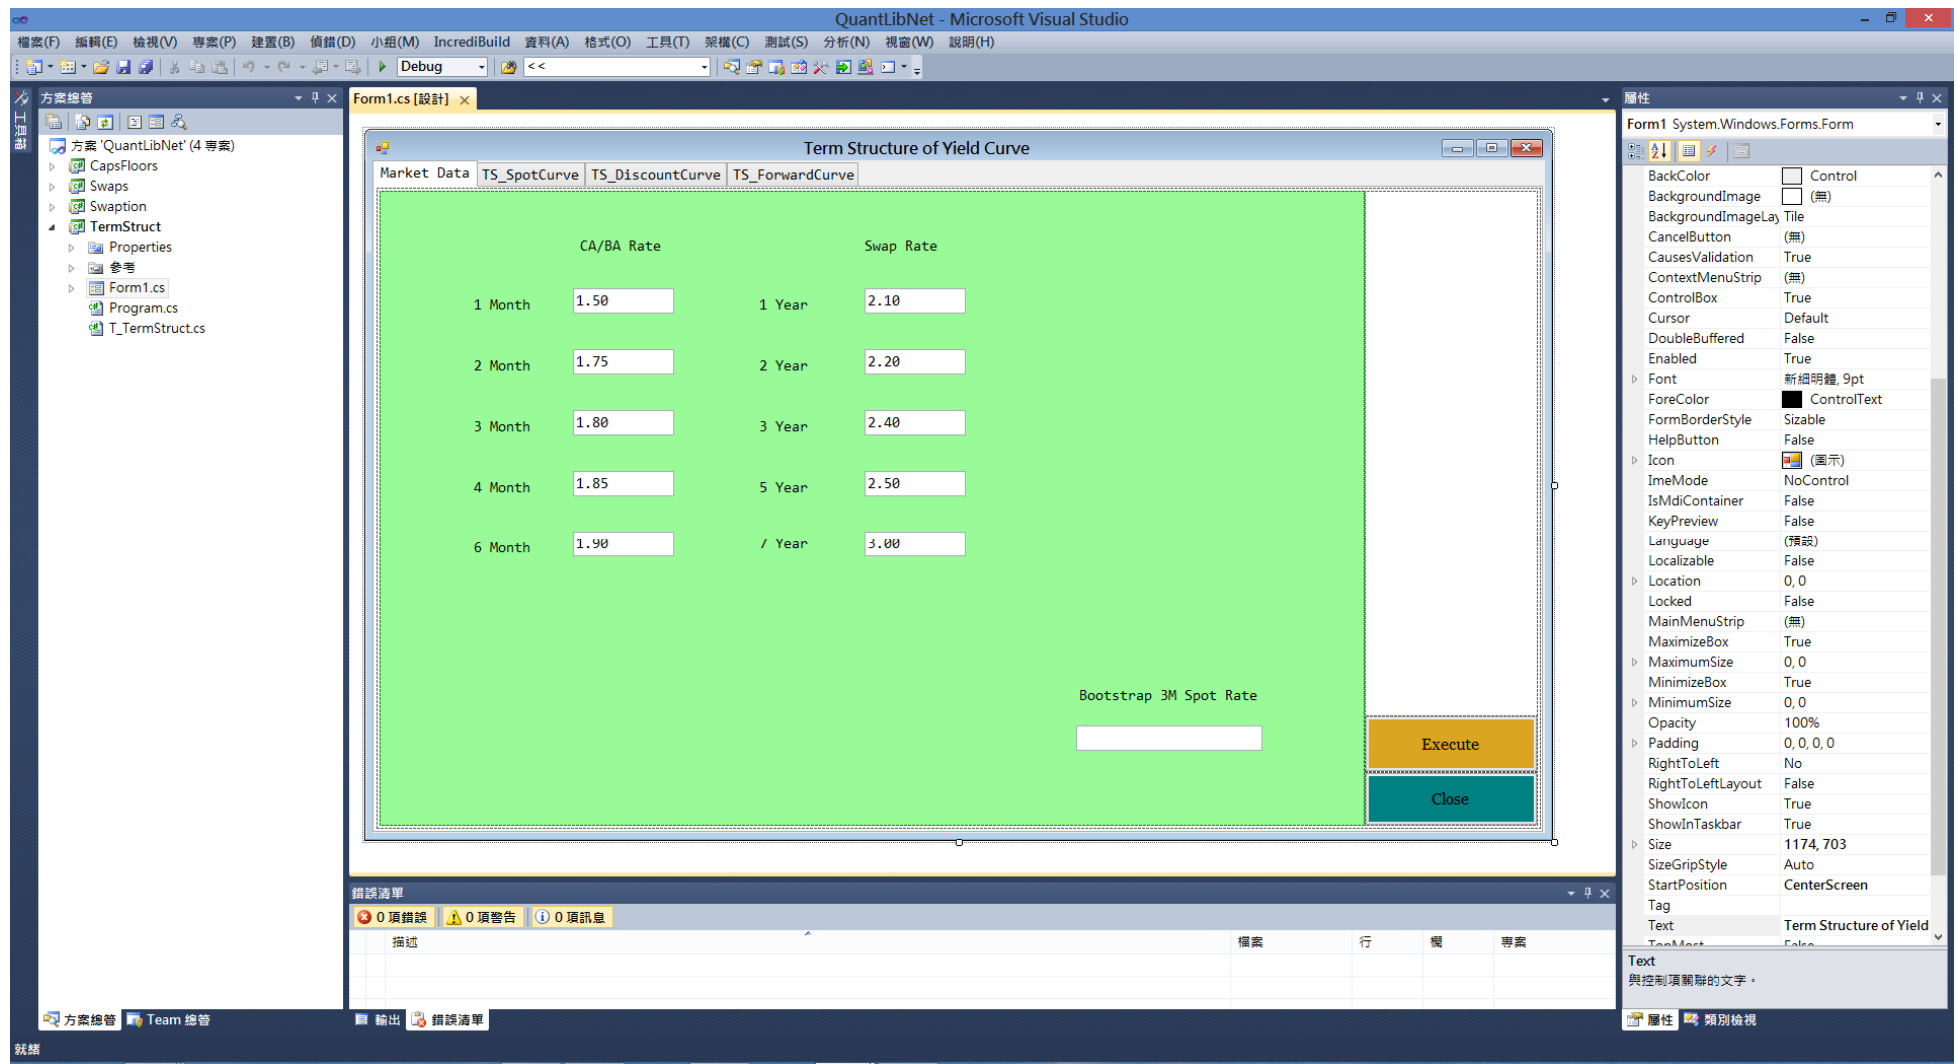 QuantLibNet - Microsoft Visual Studio
檔案(F) 編輯(E) 檢視(V) 專案(P) 建置(B) 偵錯(D) 小組(M) IncrediBuild 資料(A) 格式(O) 工具(T) 架構(C) 測試(S) 分析(N) 視窗(W) 說明(H)
Debug <<
工具箱
方案總管
方案 'QuantLibNet' (4 專案)
CapsFloors
Swaps
Swaption
TermStruct
Properties
參考
Form1.cs
Program.cs
T_TermStruct.cs
方案總管 Team 總管
Form1.cs [設計]
Term Structure of Yield Curve
Market Data TS_SpotCurve TS_DiscountCurve TS_ForwardCurve
CA/BA Rate Swap Rate
1 Month 1.50 1 Year 2.10
2 Month 1.75 2 Year 2.20
3 Month 1.80 3 Year 2.40
4 Month 1.85 5 Year 2.50
6 Month 1.90 7 Year 3.00
Bootstrap 3M Spot Rate
Execute
Close
錯誤清單
0 項錯誤 0 項警告 0 項訊息
描述 檔案 行 欄 專案
輸出 錯誤清單
屬性
Form1 System.Windows.Forms.Form
BackColor Control
BackgroundImage (無)
BackgroundImageLay Tile
CancelButton (無)
CausesValidation True
ContextMenuStrip (無)
ControlBox True
Cursor Default
DoubleBuffered False
Enabled True
Font 新細明體, 9pt
ForeColor ControlText
FormBorderStyle Sizable
HelpButton False
Icon (圖示)
ImeMode NoControl
IsMdiContainer False
KeyPreview False
Language (預設)
Localizable False
Location 0, 0
Locked False
MainMenuStrip (無)
MaximizeBox True
MaximumSize 0, 0
MinimizeBox True
MinimumSize 0, 0
Opacity 100%
Padding 0, 0, 0, 0
RightToLeft No
RightToLeftLayout False
ShowIcon True
ShowInTaskbar True
Size 1174, 703
SizeGripStyle Auto
StartPosition CenterScreen
Tag
Text Term Structure of Yield
TopMost False
Text
與控制項關聯的文字。
屬性 類別檢視
就緒